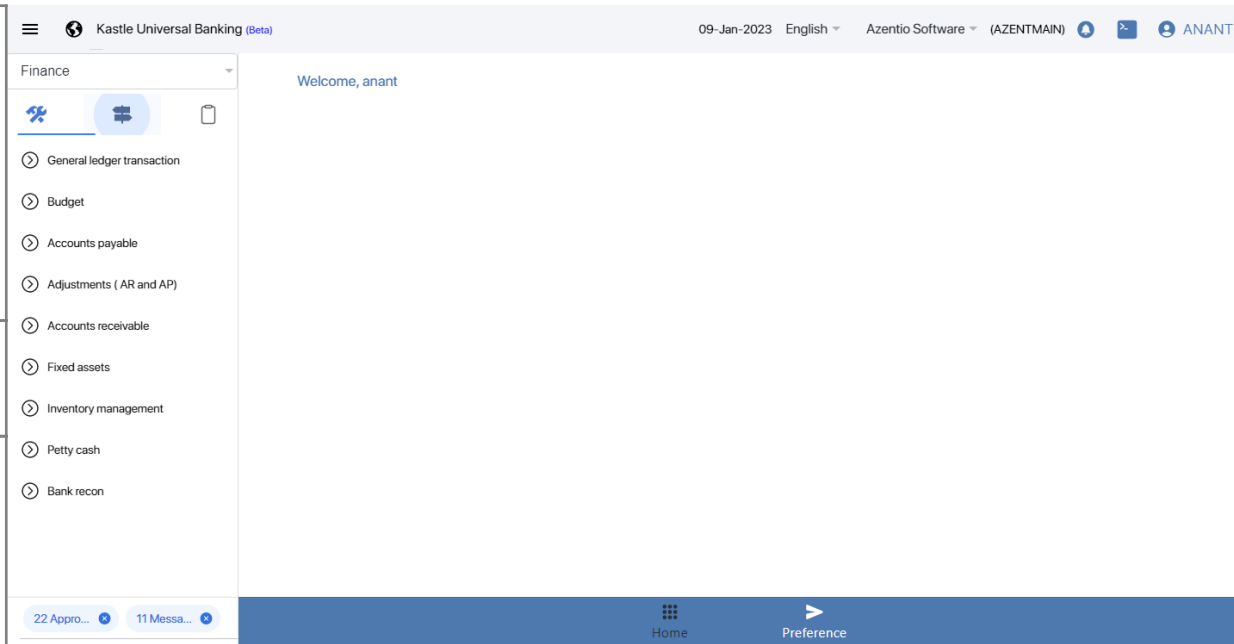 Kastle Universal Banking (Beta)
09-Jan-2023 English Azentio Software (AZENTMAIN) ANANT
Finance
Welcome, anant
General ledger transaction
Budget
Accounts payable
Adjustments ( AR and AP)
Accounts receivable
Fixed assets
Inventory management
Petty cash
Bank recon
22 Appro... 11 Messa...
Home Preference